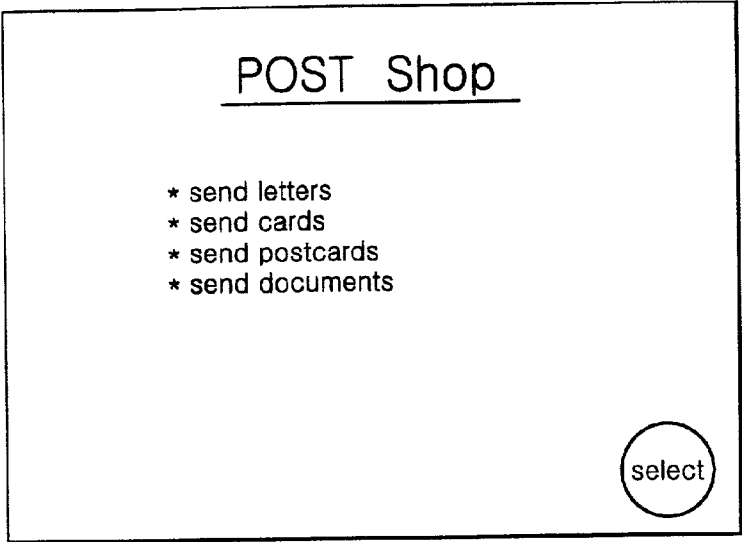 POST Shop
* send letters
* send cards
* send postcards
* send documents
select